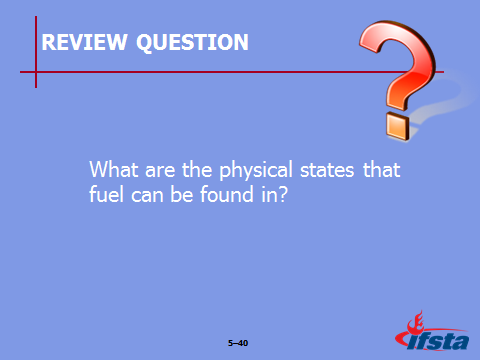 REVIEW QUESTION
What are the physical states that
fuel can be found in?
5–40
ifsta